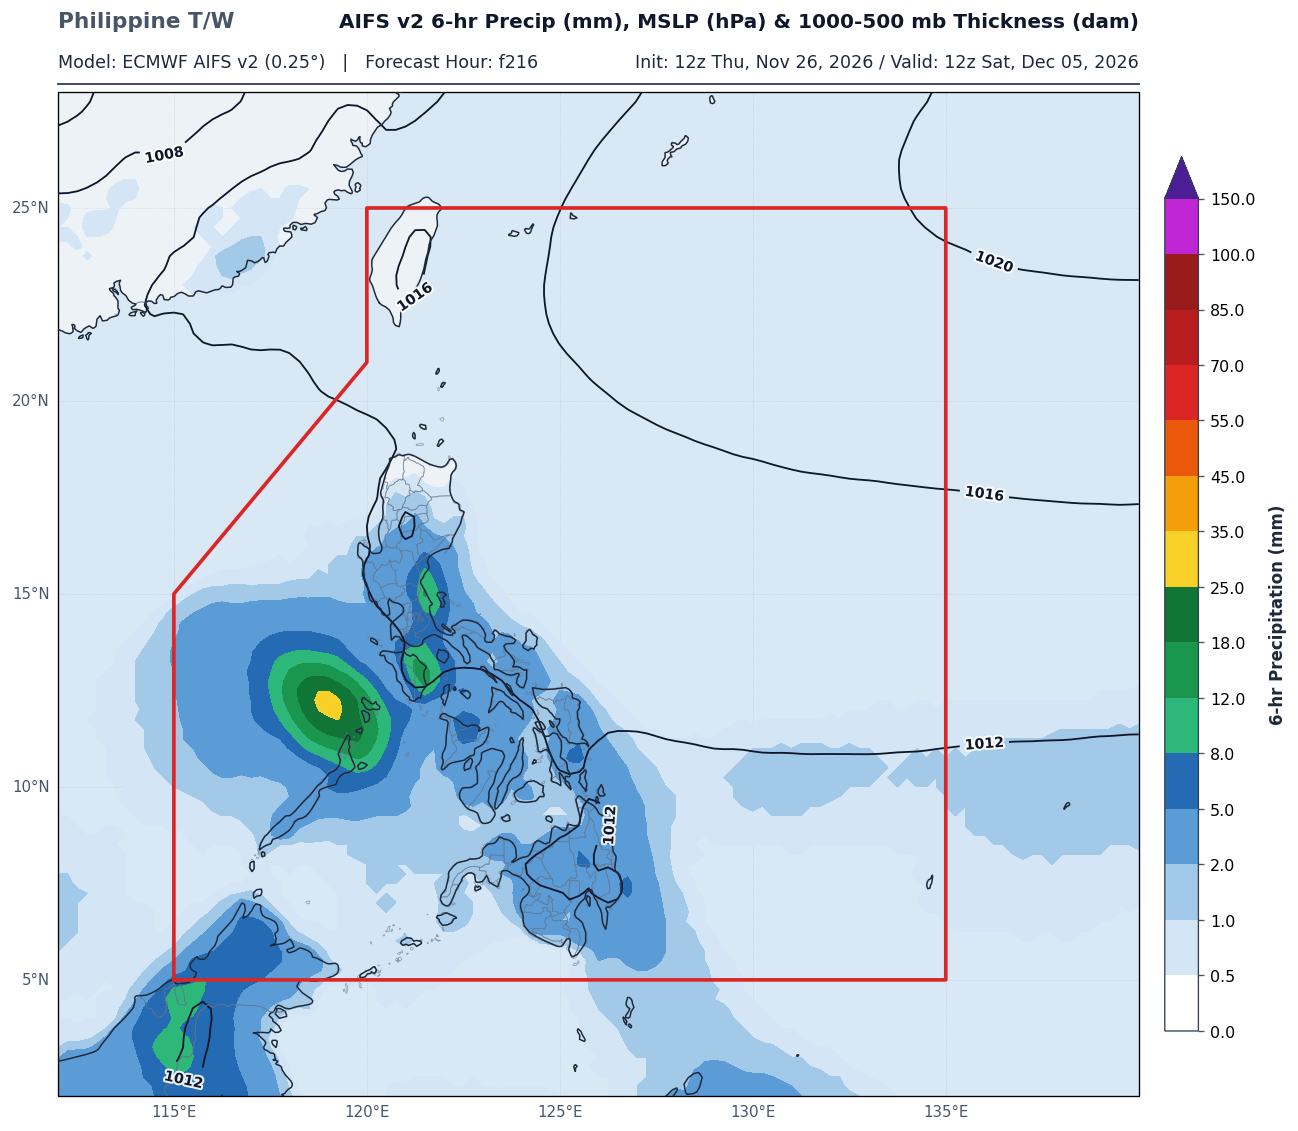 Philippine T/W
AIFS v2 6-hr Precip (mm), MSLP (hPa) & 1000-500 mb Thickness (dam)
Model: ECMWF AIFS v2 (0.25°) | Forecast Hour: f216
Init: 12z Thu, Nov 26, 2026 / Valid: 12z Sat, Dec 05, 2026
1008
25°N
1016
1020
20°N
1016
15°N
1012
10°N
1012
5°N
1012
115°E
120°E
125°E
130°E
135°E
150.0
100.0
85.0
70.0
55.0
45.0
35.0
25.0
18.0
12.0
8.0
5.0
2.0
1.0
0.5
0.0
6-hr Precipitation (mm)